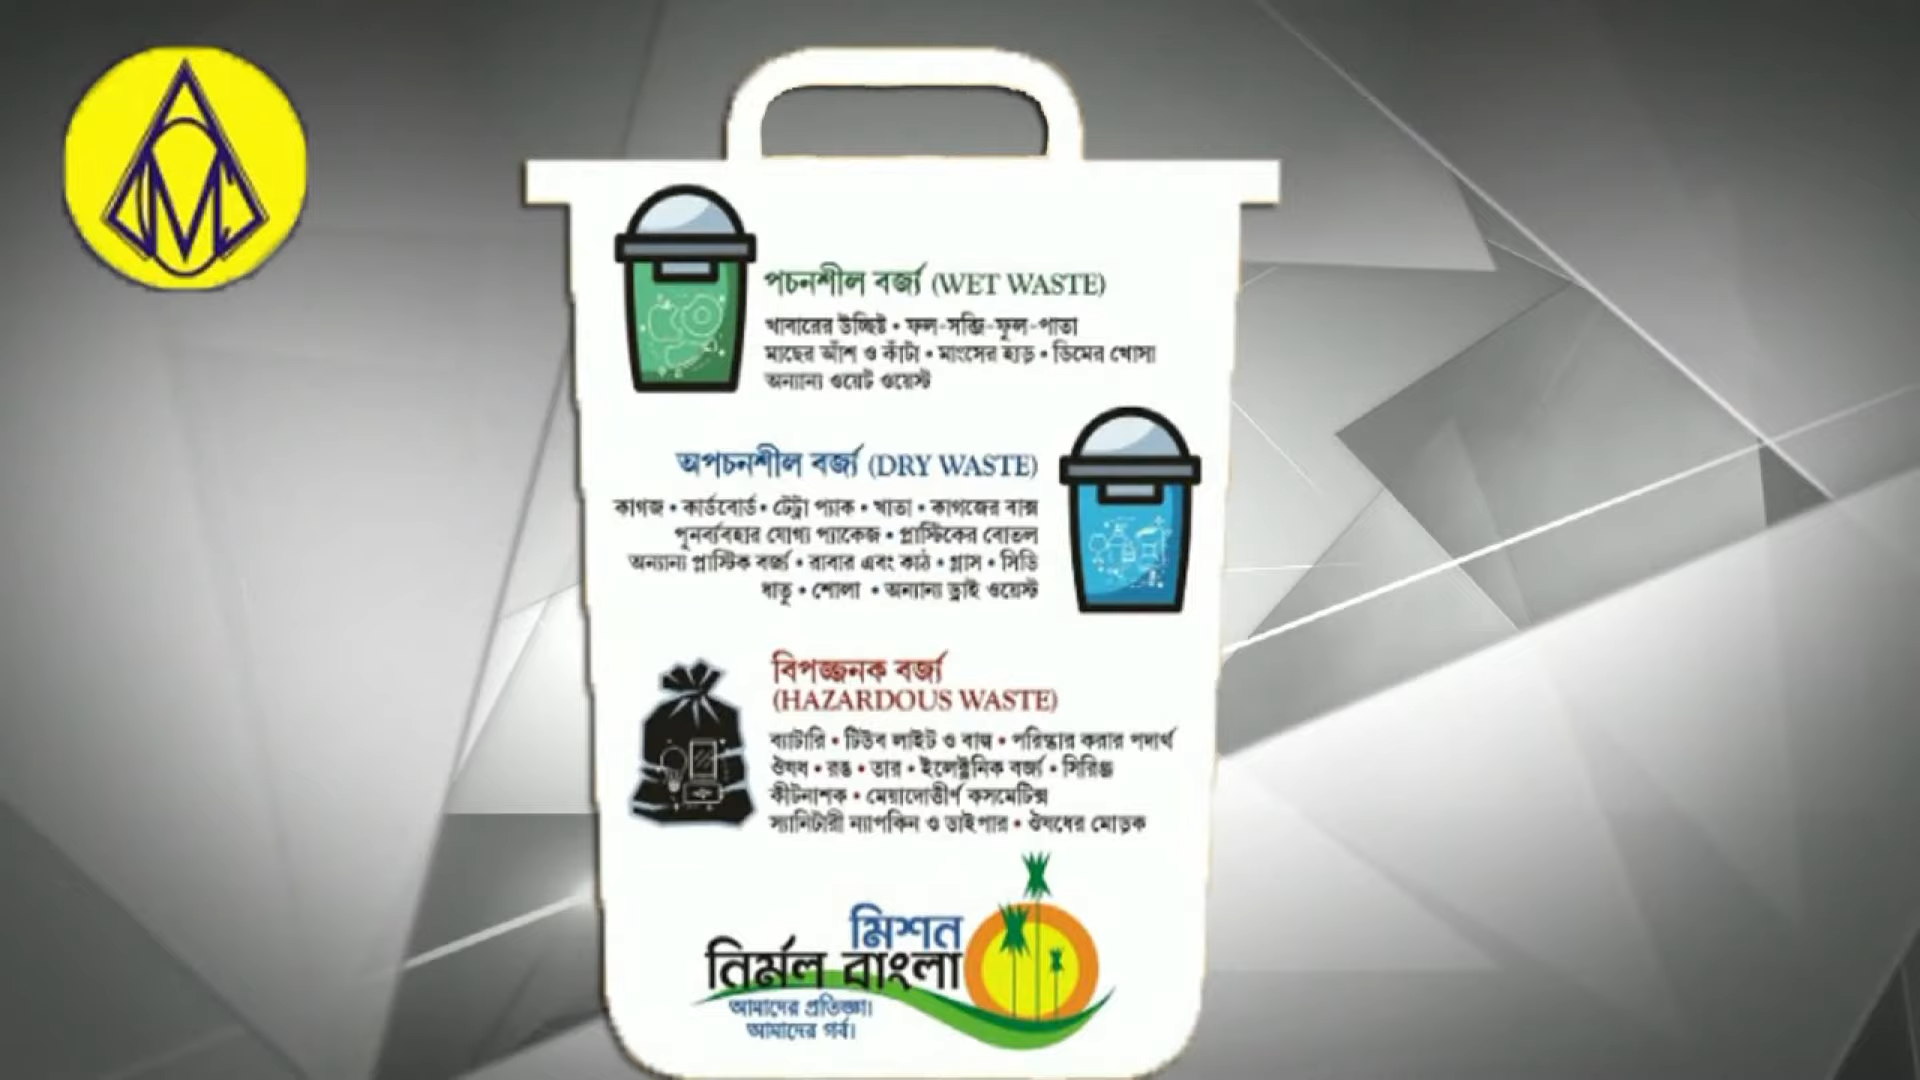 পচনশীল বর্জ্য (WET WASTE)
খাবারের উচ্ছিষ্ট • ফল-সব্জি-ফুল-পাতা
মাছের আঁশ ও কাঁটা • মাংসের হাড় • ডিমের খোসা
অন্যান্য ওয়েট ওয়েস্ট
অপচনশীল বর্জ্য (DRY WASTE)
কাগজ • কার্ডবোর্ড • টেট্রা প্যাক • খাতা • কাগজের বাক্স
পুনর্ব্যবহার যোগ্য প্যাকেজ • প্লাস্টিকের বোতল
অন্যান্য প্লাস্টিক বর্জ্য • রাবার এবং কাঠ • গ্লাস • সিডি
ধাতু • শোলা • অন্যান্য ড্রাই ওয়েস্ট
বিপজ্জনক বর্জ্য
(HAZARDOUS WASTE)
ব্যাটারি • টিউব লাইট ও বাল্ব • পরিষ্কার করার পদার্থ
ঔষধ • রঙ • তার • ইলেক্ট্রনিক বর্জ্য • সিরিঞ্জ
কীটনাশক • মেয়াদোত্তীর্ণ কসমেটিক্স
স্যানিটারী ন্যাপকিন ও ডাইপার • ঔষধের মোড়ক
মিশন
নির্মল বাংলা
আমাদের প্রতিজ্ঞা।
আমাদের গর্ব।